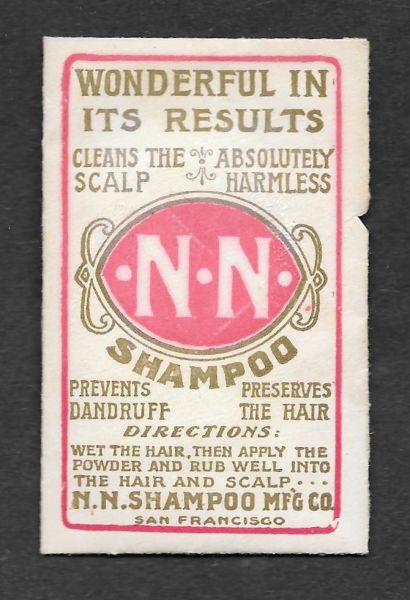 WONDERFUL IN
ITS RESULTS
CLEANS THE ABSOLUTELY
SCALP HARMLESS
·N·N·
SHAMPOO
PREVENTS PRESERVES
DANDRUFF THE HAIR
DIRECTIONS:
WET THE HAIR, THEN APPLY THE
POWDER AND RUB WELL INTO
THE HAIR AND SCALP...
N.N. SHAMPOO MF'G CO.
SAN FRANCISCO